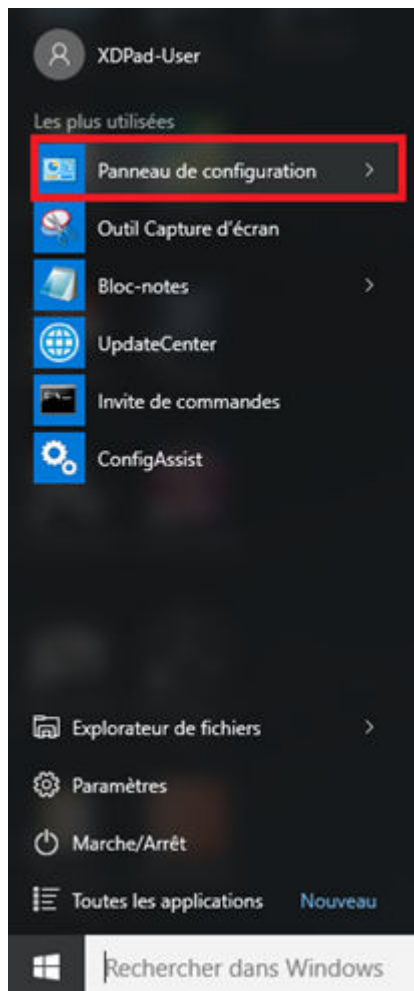 XDPad-User
Les plus utilisées
Panneau de configuration
Outil Capture d'écran
Bloc-notes
UpdateCenter
Invite de commandes
ConfigAssist
Explorateur de fichiers
Paramètres
Marche/Arrêt
Toutes les applications Nouveau
Rechercher dans Windows